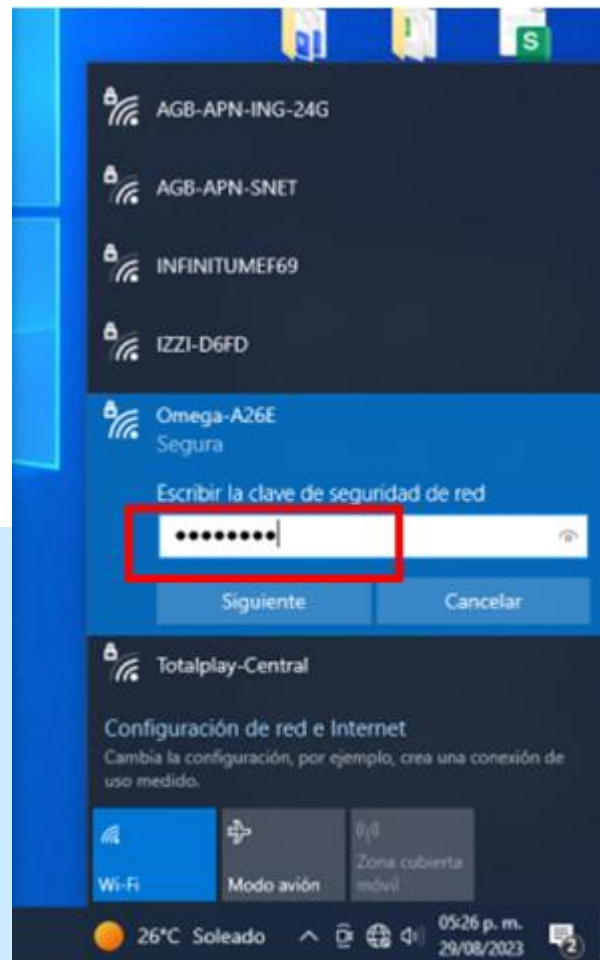 S
AGB-APN-ING-24G
AGB-APN-SNET
INFINITUMEF69
IZZI-D6FD
Omega-A26E
Segura
Escribir la clave de seguridad de red
••••••••
Siguiente
Cancelar
Totalplay-Central
Configuración de red e Internet
Cambia la configuración, por ejemplo, crea una conexión de
uso medido.
Wi-Fi
Modo avión
Zona cubierta
móvil
26°C Soleado
05:26 p. m.
29/08/2023
2